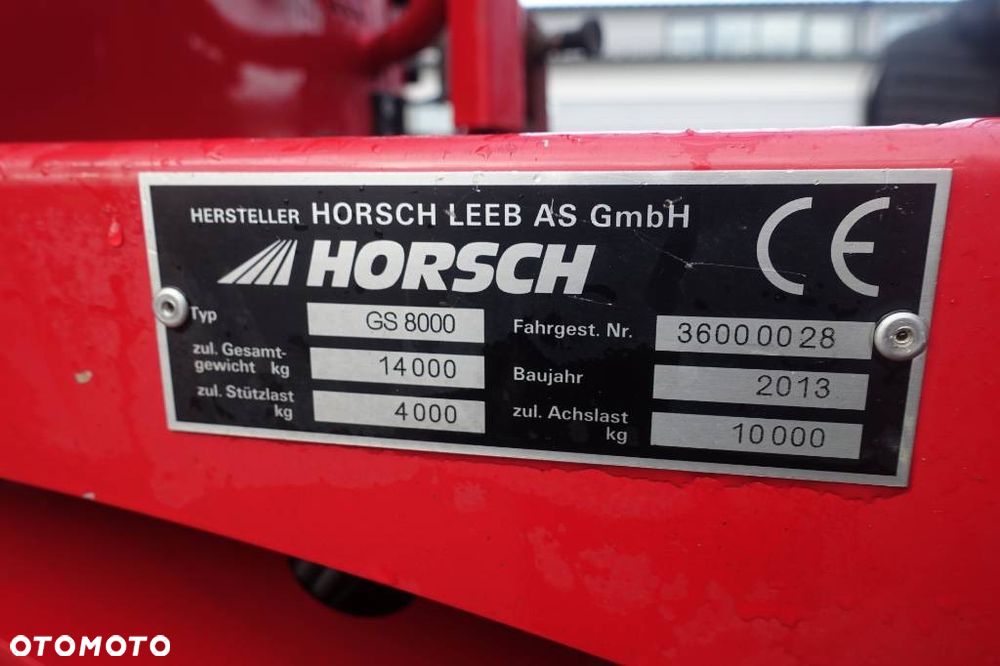 HERSTELLER HORSCH LEEB AS GmbH
HORSCH
CE
Typ GS 8000 Fahrgest. Nr. 36000028
zul. Gesamt-
gewicht kg 14000 Baujahr 2013
zul. Stützlast
kg 4000 zul. Achslast
kg 10000
OTOMOTO